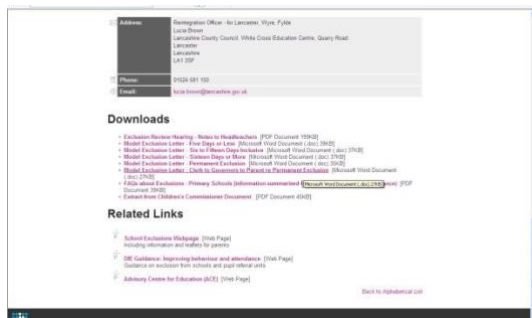 Address:
Reintegration Officer - for Lancaster, Wyre, Fylde
Lucia Brown
Lancashire County Council, White Cross Education Centre, Quarry Road
Lancaster
Lancashire
LA1 3SF
Phone:
01524 581 100
Email:
Downloads
Exclusion Review Hearing - Notes to Headteachers [PDF Document 169KB]
Model Exclusion Letter - Five Days or Less [Microsoft Word Document (.doc) 39KB]
Model Exclusion Letter - Six to Fifteen Days Inclusive [Microsoft Word Document (.doc) 37KB]
Model Exclusion Letter - Sixteen Days or More [Microsoft Word Document (.doc) 37KB]
Model Exclusion Letter - Permanent Exclusion [Microsoft Word Document (.doc) 35KB]
Model Exclusion Letter - Clerk to Governors to Parent re Permanent Exclusion [Microsoft Word Document
(.doc) 27KB]
FAQs about Exclusions - Primary Schools (information summarised Microsoft Word Document (.doc) 27KB [PDF
Document 39KB]
Extract from Children's Commissioner Document [PDF Document 45KB]
Related Links
School Exclusions Webpage [Web Page]
Including information and leaflets for parents
DfE Guidance: Improving behaviour and attendance [Web Page]
Guidance on exclusion from schools and pupil referral units
Advisory Centre for Education (ACE) [Web Page]
Back to Alphabetical List